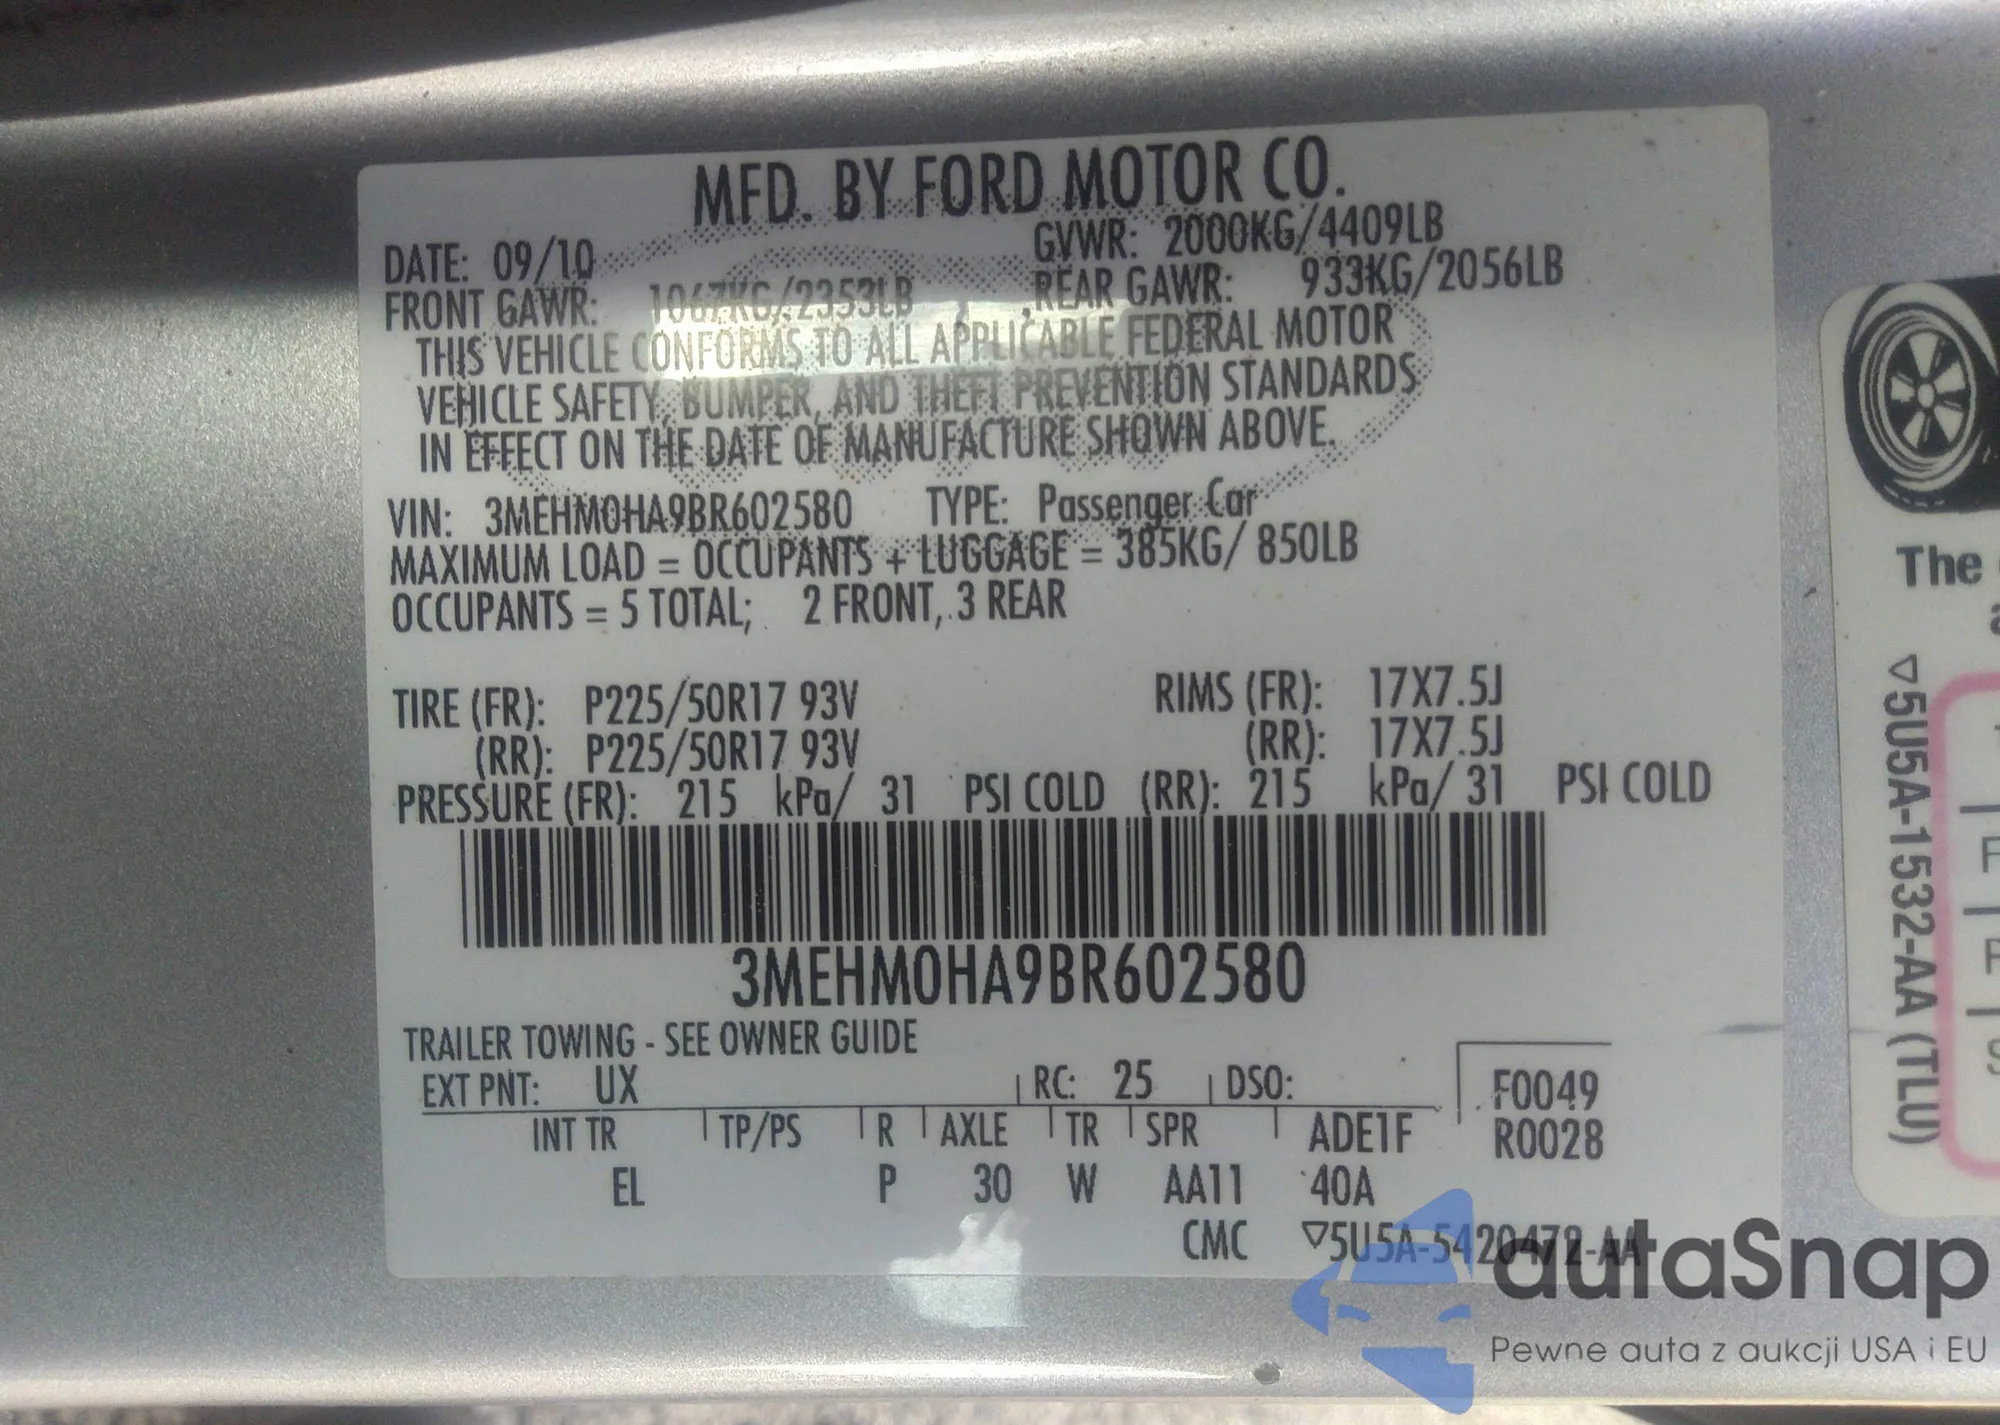 MFD. BY FORD MOTOR CO.
DATE: 09/10 GVWR: 2000KG/4409LB
FRONT GAWR: 1067KG/2353LB REAR GAWR: 933KG/2056LB
THIS VEHICLE CONFORMS TO ALL APPLICABLE FEDERAL MOTOR
VEHICLE SAFETY, BUMPER, AND THEFT PREVENTION STANDARDS
IN EFFECT ON THE DATE OF MANUFACTURE SHOWN ABOVE.
VIN: 3MEHM0HA9BR602580 TYPE: Passenger Car
MAXIMUM LOAD = OCCUPANTS + LUGGAGE = 385KG/ 850LB
OCCUPANTS = 5 TOTAL; 2 FRONT, 3 REAR
TIRE (FR): P225/50R17 93V RIMS (FR): 17X7.5J
(RR): P225/50R17 93V (RR): 17X7.5J
PRESSURE (FR): 215 kPa/ 31 PSI COLD (RR): 215 kPa/ 31 PSI COLD
3MEHM0HA9BR602580
TRAILER TOWING - SEE OWNER GUIDE
EXT PNT: UX RC: 25 DSO: F0049
INT TR TP/PS R AXLE TR SPR ADE1F R0028
EL P 30 W AA11 40A
CMC ▽5U5A-5420472-AA
The
▽5U5A-1532-AA (TLU)
autaSnap
Pewne auta z aukcji USA i EU